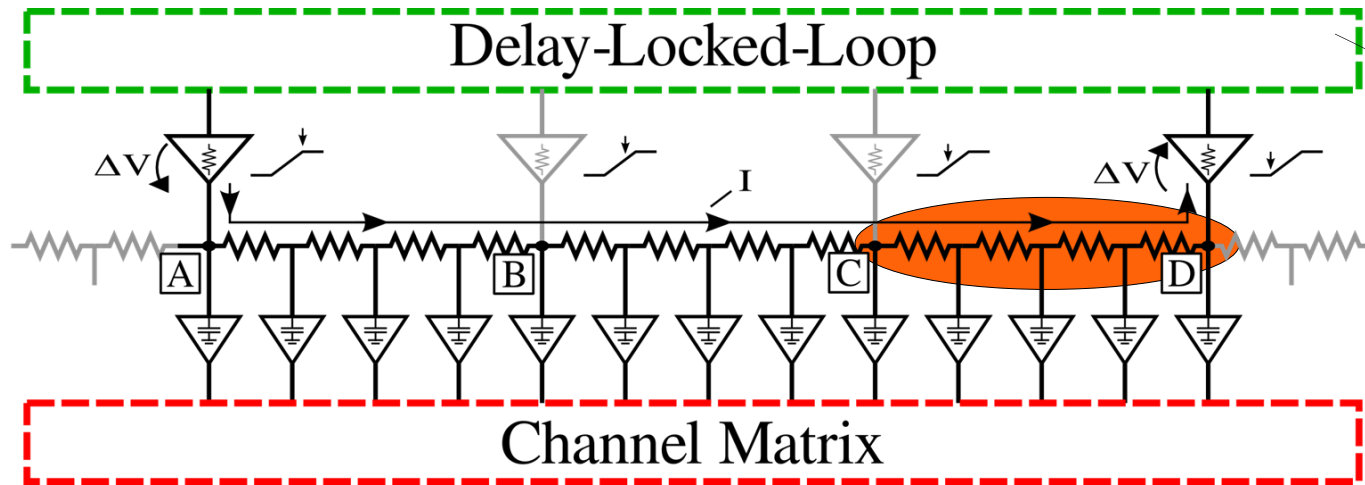 Delay-Locked-Loop
ΔV
ΔV
I
A
B
C
D
Channel Matrix